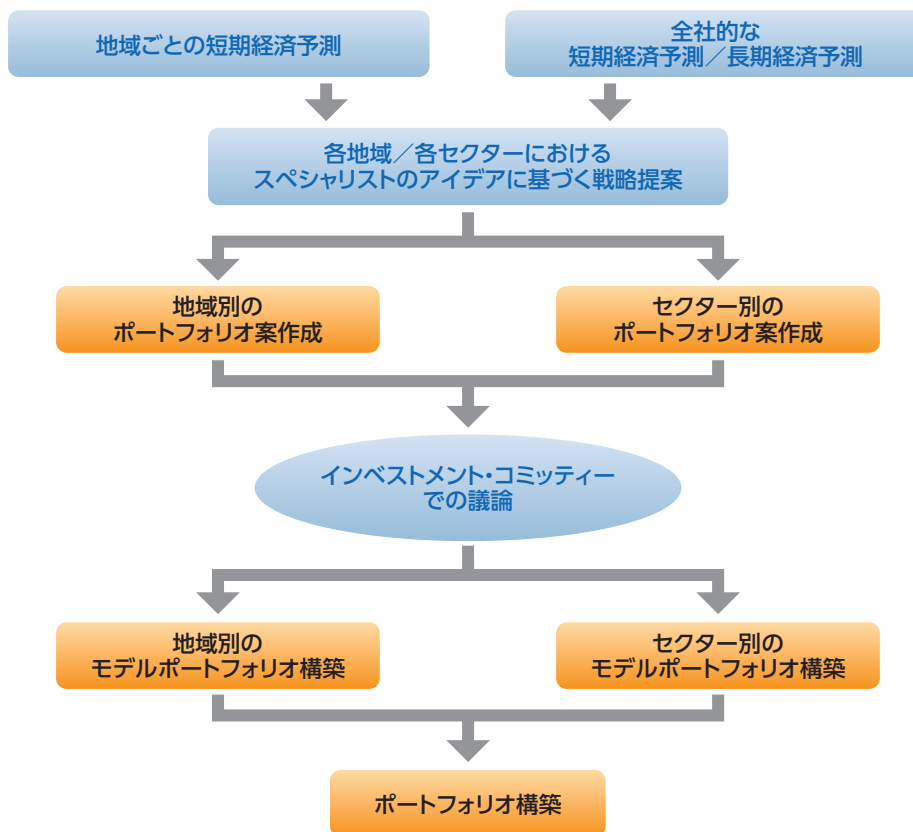 地域ごとの短期経済予測
全社的な
短期経済予測／長期経済予測
各地域／各セクターにおける
スペシャリストのアイデアに基づく戦略提案
地域別の
ポートフォリオ案作成
セクター別の
ポートフォリオ案作成
インベストメント・コミッティー
での議論
地域別の
モデルポートフォリオ構築
セクター別の
モデルポートフォリオ構築
ポートフォリオ構築